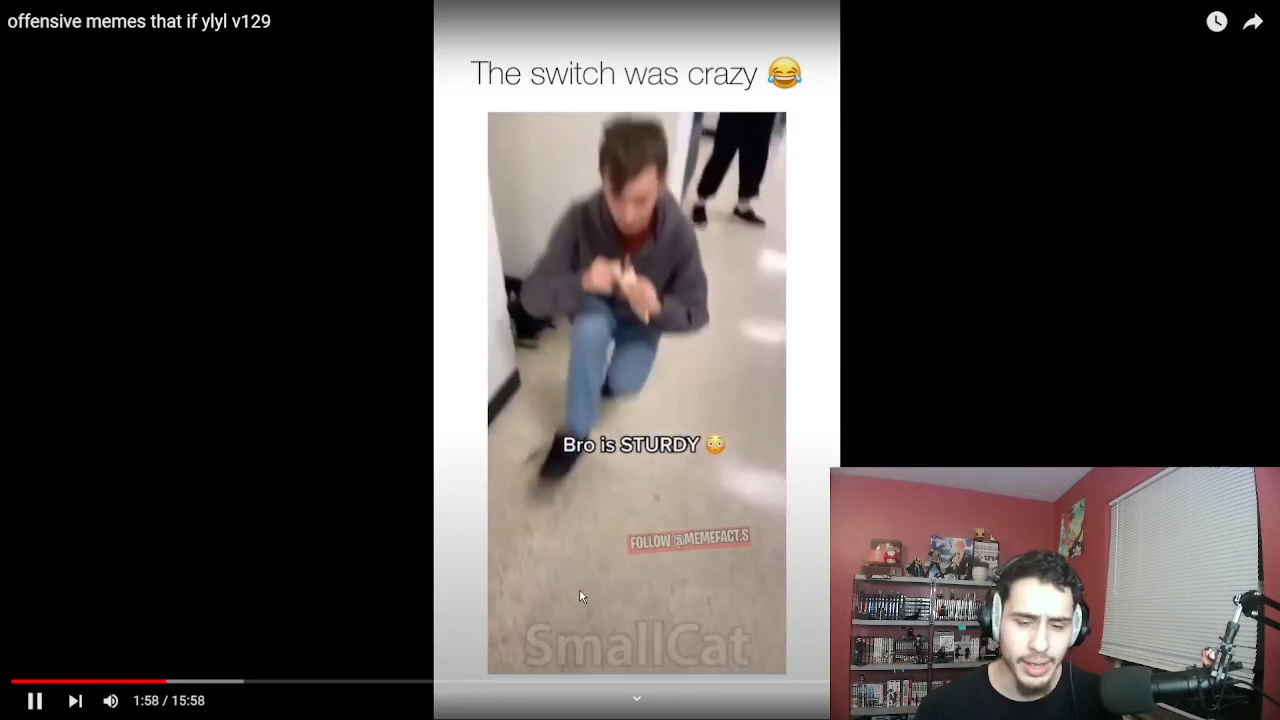 offensive memes that if ylyl v129
The switch was crazy 😂
Bro is STURDY 😳
FOLLOW @MEMEFACT.S
SmallCat
1:58 / 15:58